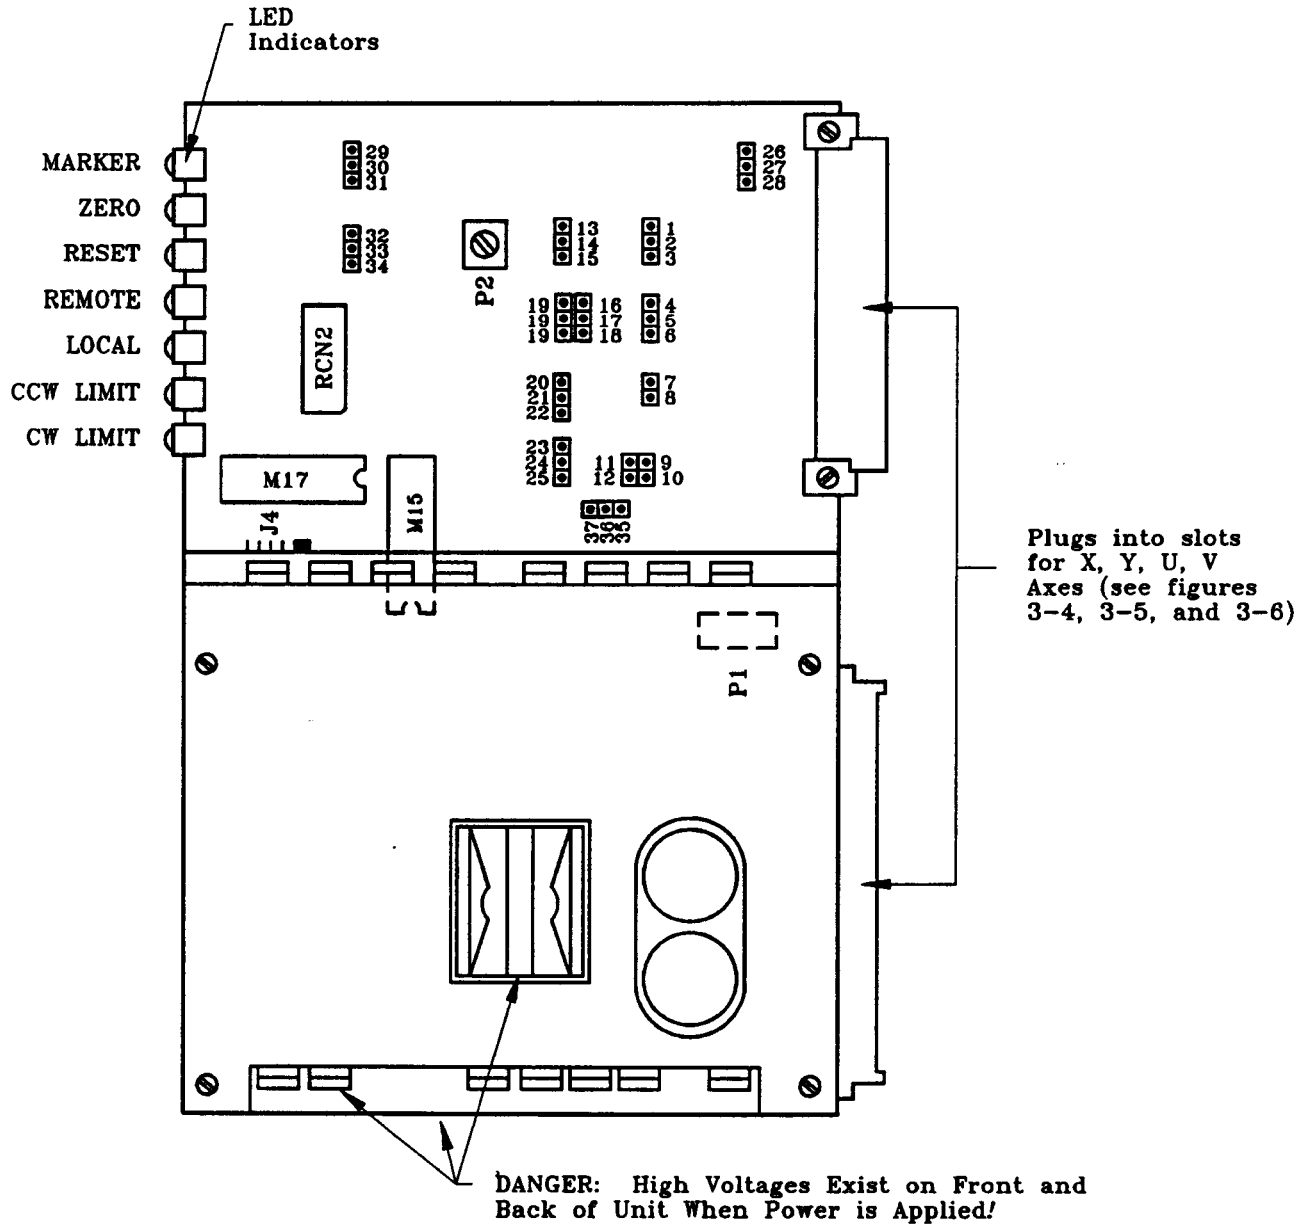 LED
Indicators
MARKER
ZERO
RESET
REMOTE
LOCAL
CCW LIMIT
CW LIMIT
29
30
31
32
33
34
26
27
28
P2
13
14
15
1
2
3
19 16
19 17
19 18
4
5
6
RCN2
20
21
22
7
8
23
24
25
11 9
12 10
37 36 35
M17
J4
M15
P1
Plugs into slots
for X, Y, U, V
Axes (see figures
3-4, 3-5, and 3-6)
DANGER: High Voltages Exist on Front and
Back of Unit When Power is Applied!